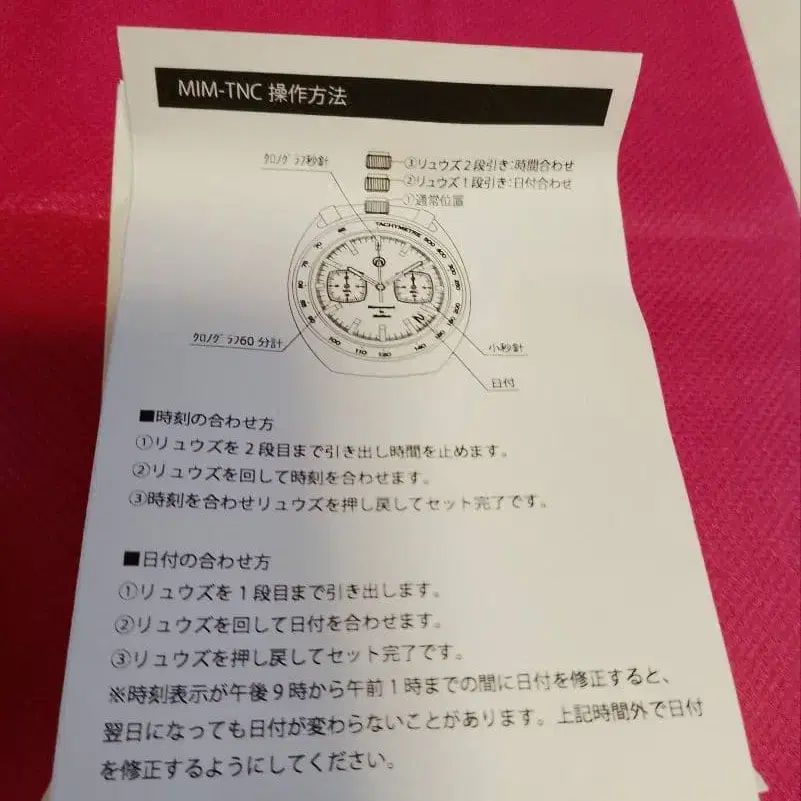 MIM-TNC 操作方法
クロノグラフ秒針
③リュウズ2段引き:時間合わせ
②リュウズ1段引き:日付合わせ
①通常位置
TACHYMETRE
クロノグラフ60分計
小秒針
日付
■時刻の合わせ方
①リュウズを2段目まで引き出し時間を止めます。
②リュウズを回して時刻を合わせます。
③時刻を合わせリュウズを押し戻してセット完了です。
■日付の合わせ方
①リュウズを1段目まで引き出します。
②リュウズを回して日付を合わせます。
③リュウズを押し戻してセット完了です。
※時刻表示が午後9時から午前1時までの間に日付を修正すると、
翌日になっても日付が変わらないことがあります。上記時間外で日付
を修正するようにしてください。